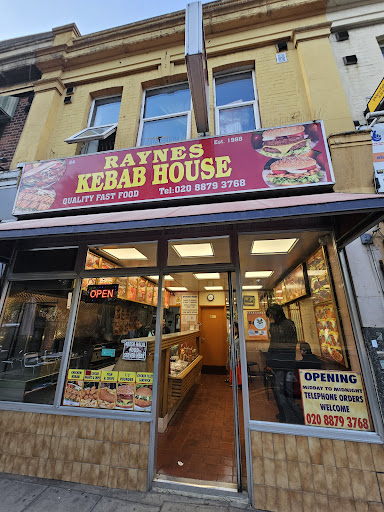 Est. 1988
RAYNES
KEBAB HOUSE
QUALITY FAST FOOD
Tel:020 8879 3768
OPEN
OPENING
MIDDAY TO MIDNIGHT
TELEPHONE ORDERS
WELCOME
020 8879 3768